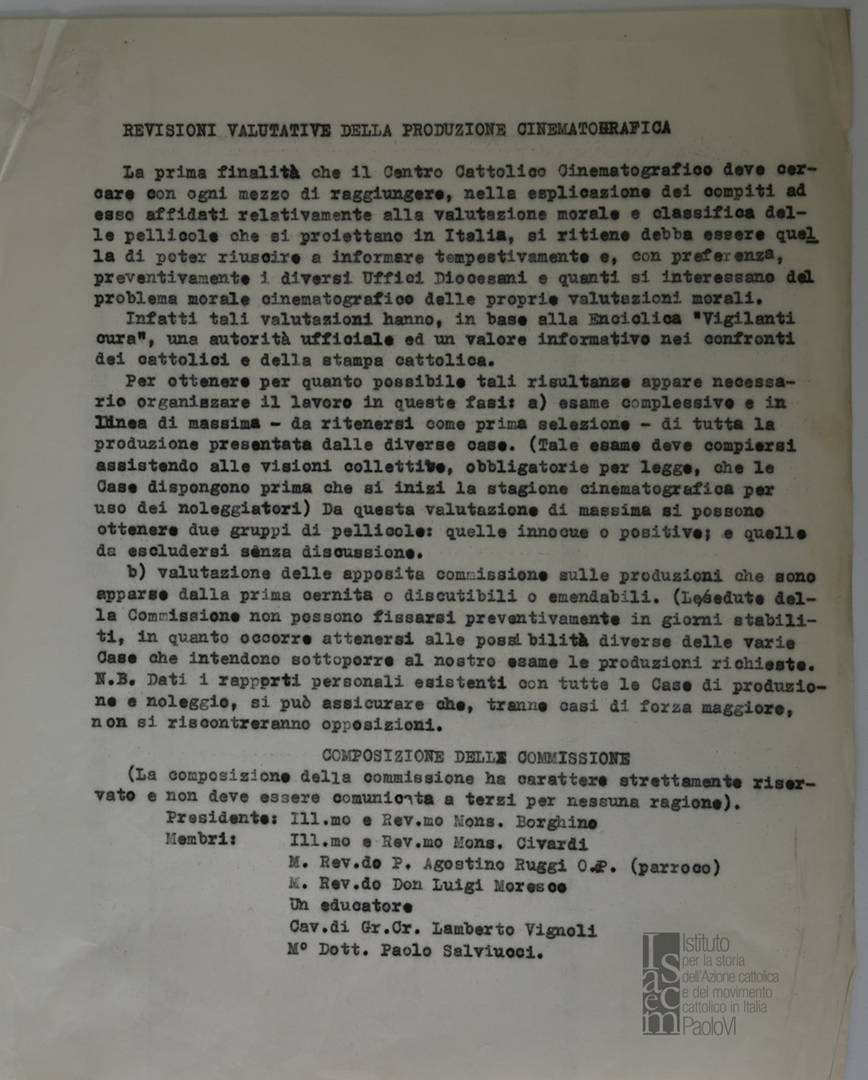 REVISIONI VALUTATIVE DELLA PRODUZIONE CINEMATOHRAFICA
La prima finalità che il Centro Cattolico Cinematografico deve cer-
care con ogni mezzo di raggiungere, nella esplicazione dei compiti ad
esso affidati relativamente alla valutazione morale e classifica del-
le pellicole che si proiettano in Italia, si ritiene debba essere quel
la di poter riuscire a informare tempestivamente e, con preferenza,
preventivamente i diversi Uffici Diocesani e quanti si interessano del
problema morale cinematografico delle proprie valutazioni morali.
Infatti tali valutazioni hanno, in base alla Enciclica "Vigilanti
cura", una autorità ufficiale ed un valore informativo nei confronti
dei cattolici e della stampa cattolica.
Per ottenere per quanto possibile tali risultanze appare necessa-
rio organizzare il lavoro in queste fasi: a) esame complessivo e in
linea di massima - da ritenersi come prima selezione - di tutta la
produzione presentata dalle diverse case. (Tale esame deve compiersi
assistendo alle visioni collettive, obbligatorie per legge, che le
Case dispongono prima che si inizi la stagione cinematografica per
uso dei noleggiatori) Da questa valutazione di massima si possono
ottenere due gruppi di pellicole: quelle innocue o positive; e quelle
da escludersi senza discussione.
b) valutazione delle apposita commissione sulle produzioni che sono
apparse dalla prima cernita o discutibili o emendabili. (Le sedute del-
la Commissione non possono fissarsi preventivamente in giorni stabili-
ti, in quanto occorre attenersi alle possibilità diverse delle varie
Case che intendono sottoporre al nostro esame le produzioni richieste.
N.B. Dati i rapporti personali esistenti con tutte le Case di produzio-
ne e noleggio, si può assicurare che, tranne casi di forza maggiore,
non si riscontreranno opposizioni.
COMPOSIZIONE DELLE COMMISSIONE
(La composizione della commissione ha carattere strettamente riser-
vato e non deve essere comunicata a terzi per nessuna ragione).
Presidente: Ill.mo e Rev.mo Mons. Borghino
Membri: Ill.mo e Rev.mo Mons. Civardi
M. Rev.do P. Agostino Ruggi O.P. (parroco)
M. Rev.do Don Luigi Moresco
Un educatore
Cav.di Gr.Cr. Lamberto Vignoli
M° Dott. Paolo Salviucci.
Isacem
Istituto
per la storia
dell'Azione cattolica
e del movimento
cattolico in Italia
PaoloVI